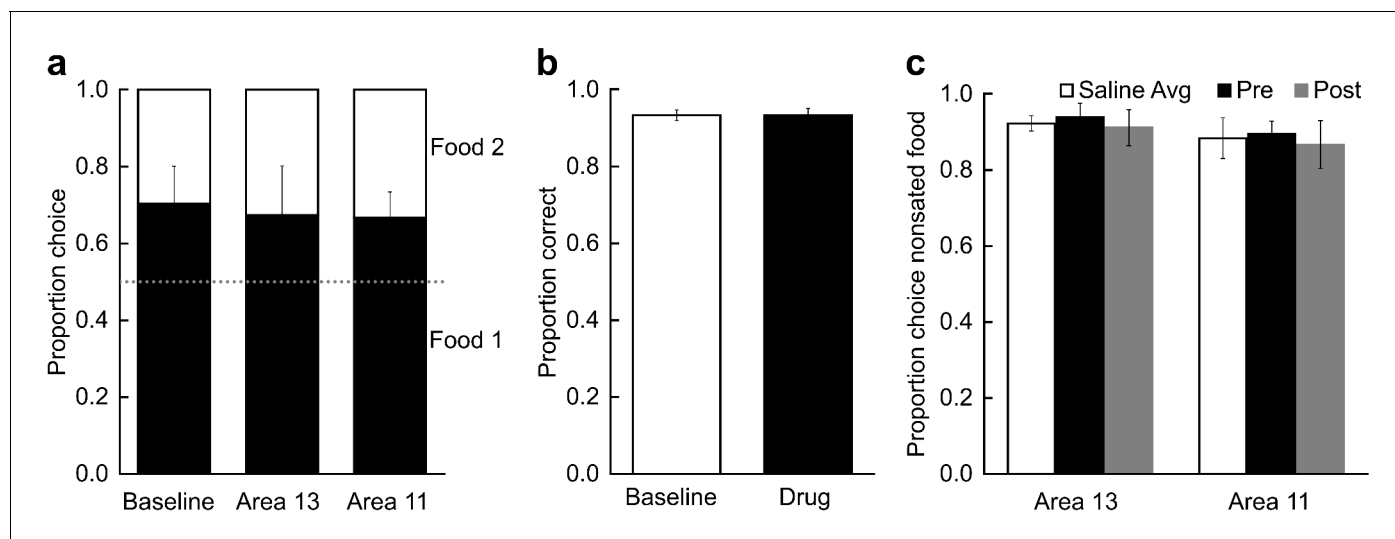 a
Proportion choice
1.0
0.8
0.6
0.4
0.2
0.0
Food 2
Food 1
Baseline Area 13 Area 11
b
Proportion correct
1.0
0.8
0.6
0.4
0.2
0.0
Baseline Drug
c
Proportion choice nonsated food
Saline Avg Pre Post
1.0
0.8
0.6
0.4
0.2
0.0
Area 13 Area 11